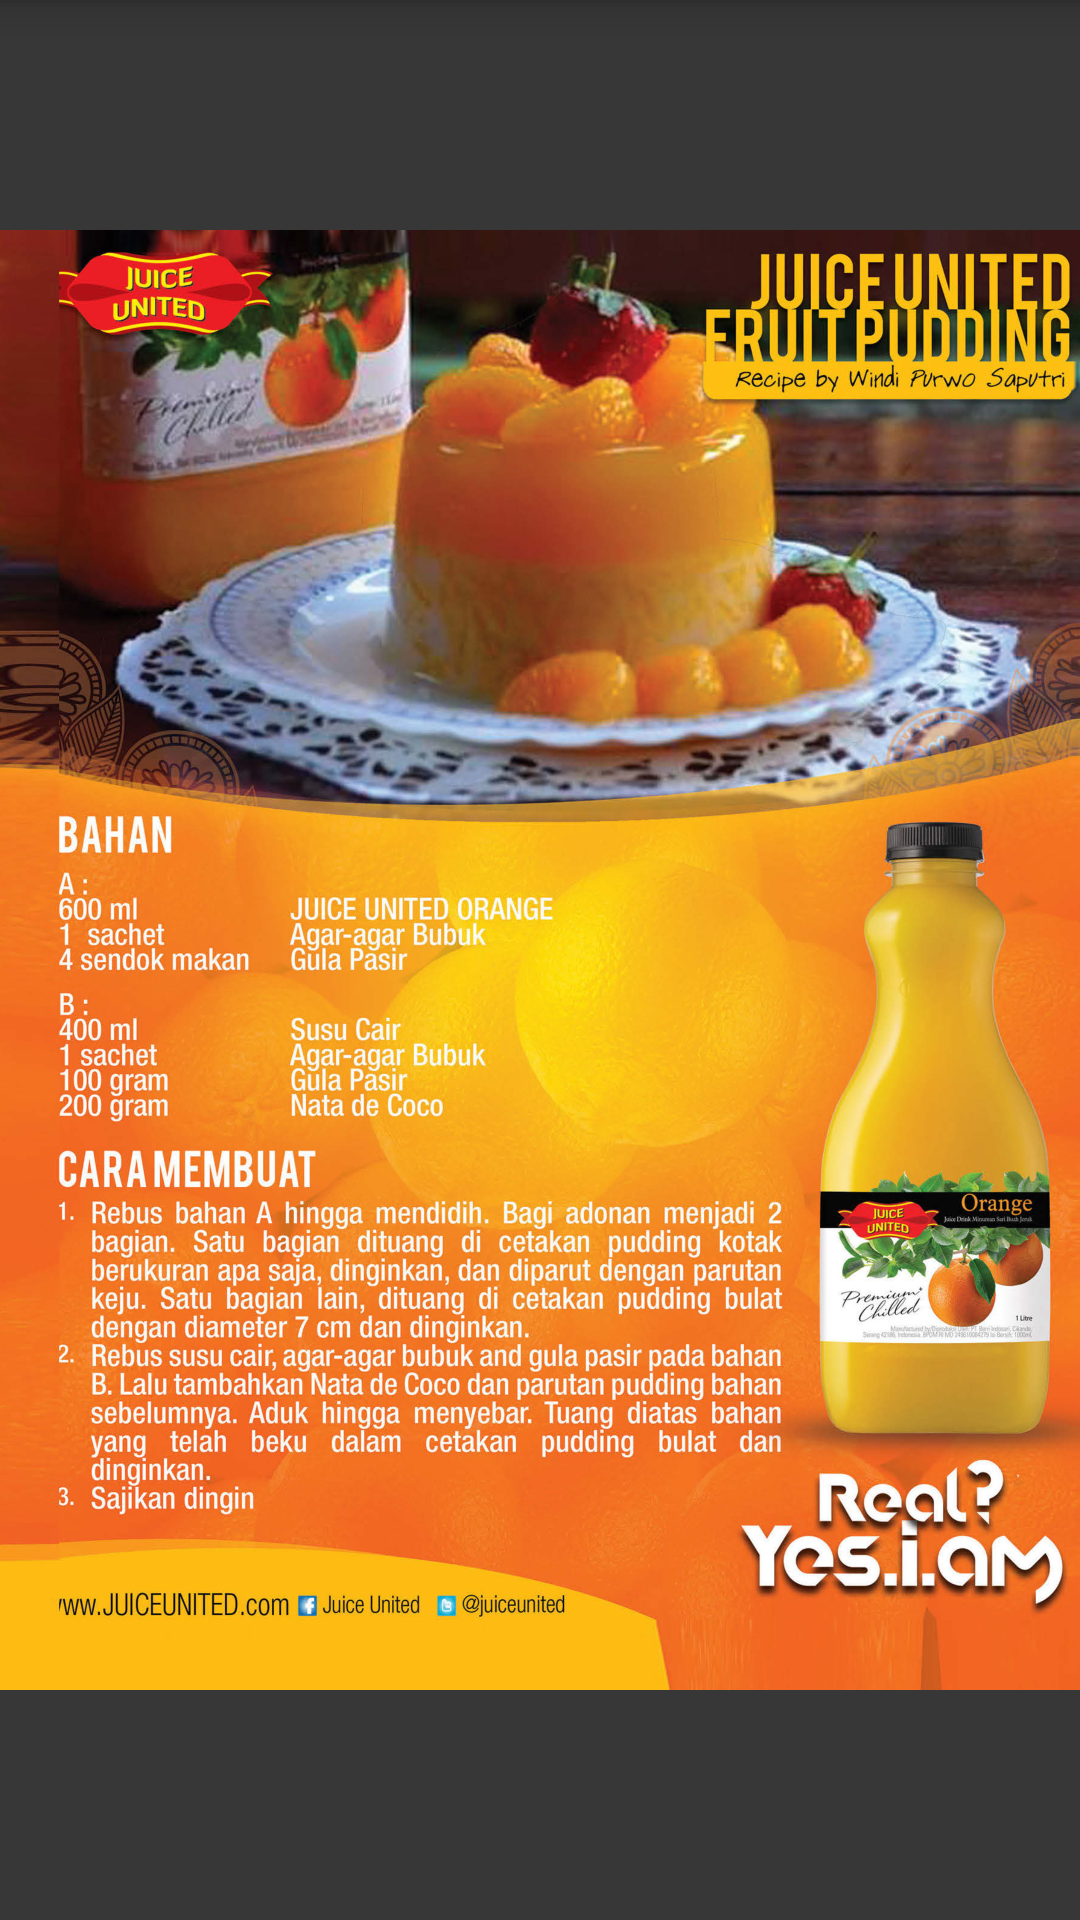 JUICE
UNITED
Premium
Chilled
JUICE UNITED
FRUIT PUDDING
Recipe by Windi Purwo Saputri
BAHAN
A :
600 ml JUICE UNITED ORANGE
1 sachet Agar-agar Bubuk
4 sendok makan Gula Pasir
B :
400 ml Susu Cair
1 sachet Agar-agar Bubuk
100 gram Gula Pasir
200 gram Nata de Coco
CARA MEMBUAT
1. Rebus bahan A hingga mendidih. Bagi adonan menjadi 2
bagian. Satu bagian dituang di cetakan pudding kotak
berukuran apa saja, dinginkan, dan diparut dengan parutan
keju. Satu bagian lain, dituang di cetakan pudding bulat
dengan diameter 7 cm dan dinginkan.
2. Rebus susu cair, agar-agar bubuk and gula pasir pada bahan
B. Lalu tambahkan Nata de Coco dan parutan pudding bahan
sebelumnya. Aduk hingga menyebar. Tuang diatas bahan
yang telah beku dalam cetakan pudding bulat dan
dinginkan.
3. Sajikan dingin
Orange
Juice Drink Minuman Sari Buah Jeruk
JUICE
UNITED
Premium
Chilled
1 Litre
Real?
Yes.i.am
www.JUICEUNITED.com Juice United @juiceunited